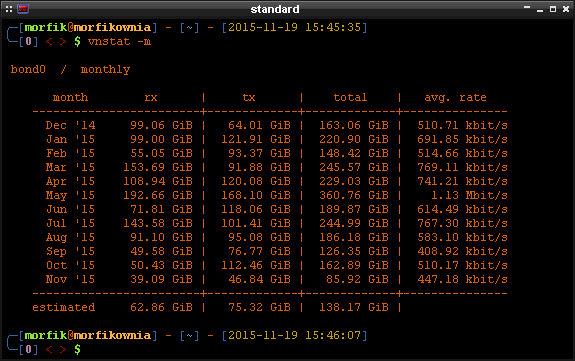 standard
[morfik@morfikownia] - [~] - [2015-11-19 15:45:35]
[0] < > $ vnstat -m
bond0 / monthly
month rx | tx | total | avg. rate
------------------------+-------------+-------------+---------------
Dec '14 99.06 GiB | 64.01 GiB | 163.06 GiB | 510.71 kbit/s
Jan '15 99.00 GiB | 121.91 GiB | 220.90 GiB | 691.85 kbit/s
Feb '15 55.05 GiB | 93.37 GiB | 148.42 GiB | 514.66 kbit/s
Mar '15 153.69 GiB | 91.88 GiB | 245.57 GiB | 769.11 kbit/s
Apr '15 108.94 GiB | 120.08 GiB | 229.03 GiB | 741.21 kbit/s
May '15 192.66 GiB | 168.10 GiB | 360.76 GiB | 1.13 Mbit/s
Jun '15 71.81 GiB | 118.06 GiB | 189.87 GiB | 614.49 kbit/s
Jul '15 143.58 GiB | 101.41 GiB | 244.99 GiB | 767.30 kbit/s
Aug '15 91.10 GiB | 95.08 GiB | 186.18 GiB | 583.10 kbit/s
Sep '15 49.58 GiB | 76.77 GiB | 126.35 GiB | 408.92 kbit/s
Oct '15 50.43 GiB | 112.46 GiB | 162.89 GiB | 510.17 kbit/s
Nov '15 39.09 GiB | 46.84 GiB | 85.92 GiB | 447.18 kbit/s
------------------------+-------------+-------------+---------------
estimated 62.86 GiB | 75.32 GiB | 138.17 GiB |
[morfik@morfikownia] - [~] - [2015-11-19 15:46:07]
[0] < > $